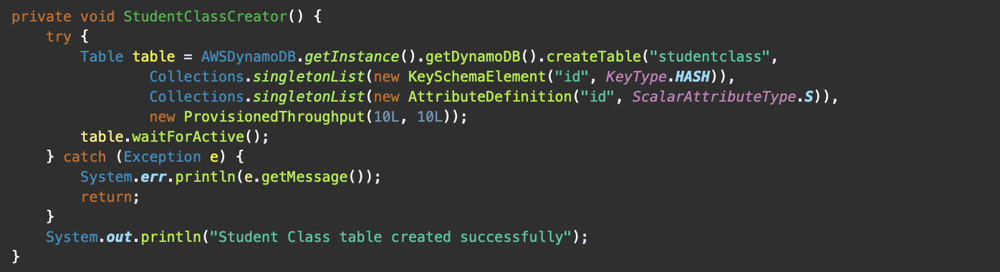 private void StudentClassCreator() {
    try {
        Table table = AWSDynamoDB.getInstance().getDynamoDB().createTable("studentclass",
                Collections.singletonList(new KeySchemaElement("id", KeyType.HASH)),
                Collections.singletonList(new AttributeDefinition("id", ScalarAttributeType.S)),
                new ProvisionedThroughput(10L, 10L));
        table.waitForActive();
    } catch (Exception e) {
        System.err.println(e.getMessage());
        return;
    }
    System.out.println("Student Class table created successfully");
}